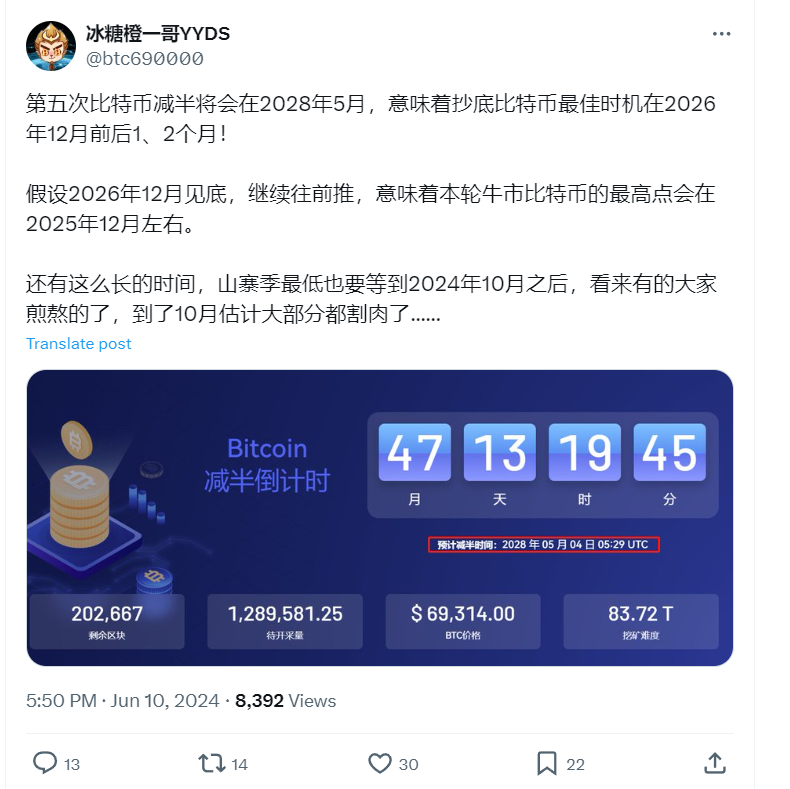 冰糖橙一哥YYDS
@btc690000
第五次比特币减半将会在2028年5月，意味着抄底比特币最佳时机在2026
年12月前后1、2个月！
假设2026年12月见底，继续往前推，意味着本轮牛市比特币的最高点会在
2025年12月左右。
还有这么长的时间，山寨季最低也要等到2024年10月之后，看来有的大家
煎熬的了，到了10月估计大部分都割肉了......
Translate post
Bitcoin
减半倒计时
47 13 19 45
月 天 时 分
预计减半时间：2028 年 05 月 04 日 05:29 UTC
202,667 1,289,581.25 $ 69,314.00 83.72 T
剩余区块 待开采量 BTC价格 挖矿难度
5:50 PM · Jun 10, 2024 · 8,392 Views
13 14 30 22